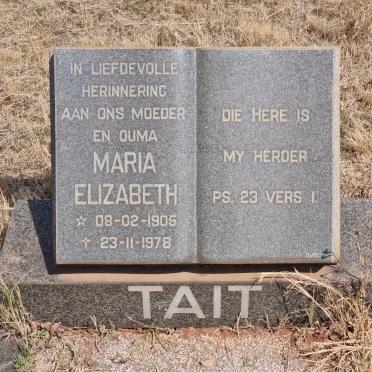 IN LIEFDEVOLLE
HERINNERING
AAN ONS MOEDER
EN OUMA
MARIA
ELIZABETH
☆ 08-02-1906
✝ 23-11-1978
DIE HERE IS
MY HERDER
PS. 23 VERS 1.
TAIT